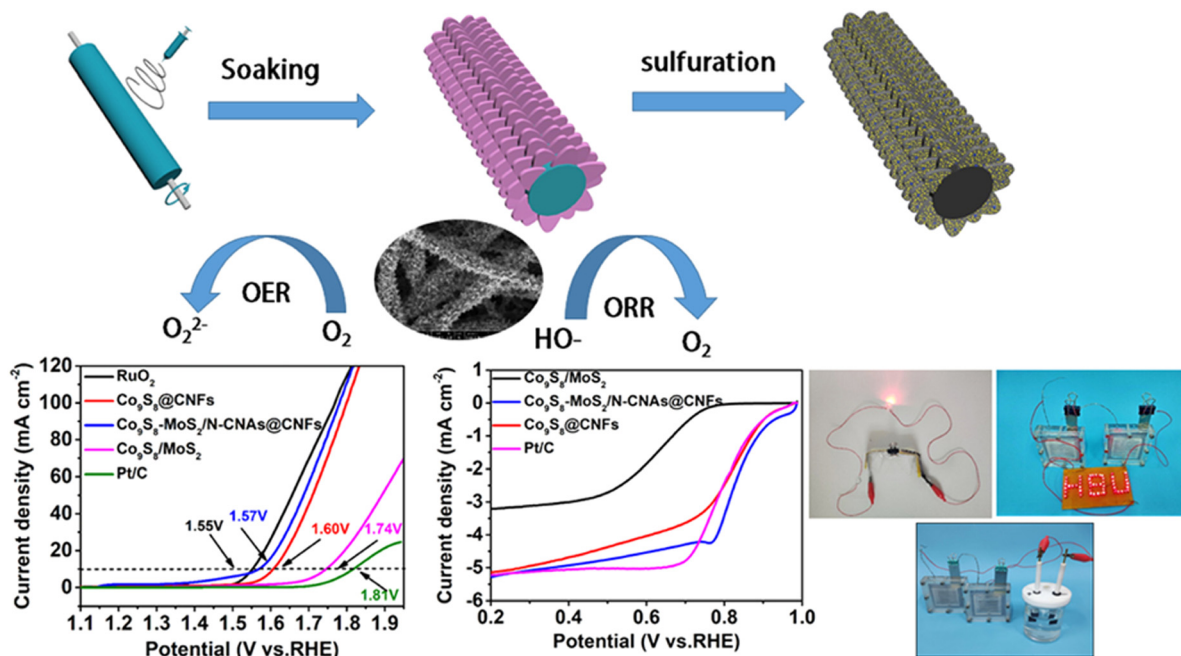 Soaking
sulfuration
OER
O₂²⁻
O₂
ORR
HO-
O₂
Current density (mA cm⁻²)
120
100
80
60
40
20
10
0
RuO₂
Co₉S₈@CNFs
Co₉S₈-MoS₂/N-CNAs@CNFs
Co₉S₈/MoS₂
Pt/C
1.55V
1.57V
1.60V
1.74V
1.81V
1.1 1.2 1.3 1.4 1.5 1.6 1.7 1.8 1.9
Potential (V vs.RHE)
Current density (mA cm⁻²)
0
-1
-2
-3
-4
-5
-6
Co₉S₈/MoS₂
Co₉S₈-MoS₂/N-CNAs@CNFs
Co₉S₈@CNFs
Pt/C
0.2 0.4 0.6 0.8 1.0
Potential (V vs.RHE)
H9U